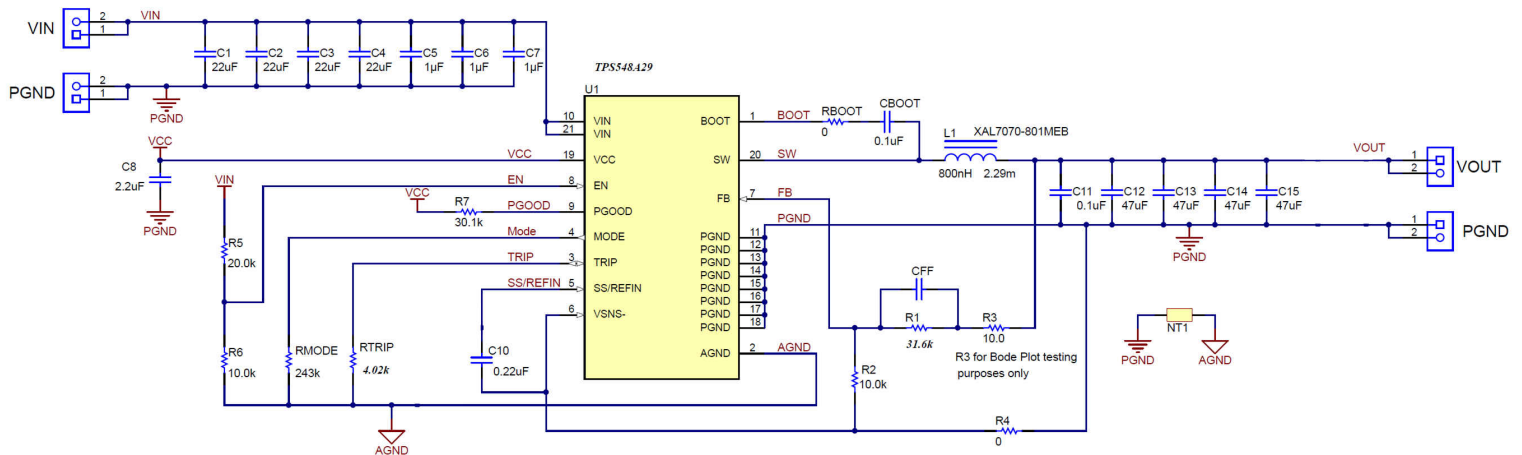 VIN
2
1
VIN
PGND
2
1
PGND
C1
22uF
C2
22uF
C3
22uF
C4
22uF
C5
1µF
C6
1µF
C7
1µF
VCC
C8
2.2uF
PGND
VCC
VIN
EN
VCC
R7
30.1k
PGOOD
Mode
TRIP
SS/REFIN
R5
20.0k
R6
10.0k
RMODE
243k
RTRIP
4.02k
C10
0.22uF
AGND
TPS548A29
U1
10
VIN
21
VIN
19
VCC
8
EN
9
PGOOD
4
MODE
3
TRIP
5
SS/REFIN
6
VSNS-
BOOT
1
SW
20
FB
7
PGND
11
PGND
12
PGND
13
PGND
14
PGND
15
PGND
16
PGND
17
PGND
18
AGND
2
BOOT
RBOOT
0
CBOOT
0.1uF
SW
L1
XAL7070-801MEB
800nH
2.29m
FB
PGND
AGND
CFF
R1
31.6k
R3
10.0
R3 for Bode Plot testing
purposes only
R2
10.0k
R4
0
VOUT
C11
0.1uF
C12
47uF
C13
47uF
C14
47uF
C15
47uF
PGND
1
2
VOUT
1
2
PGND
PGND
NT1
AGND